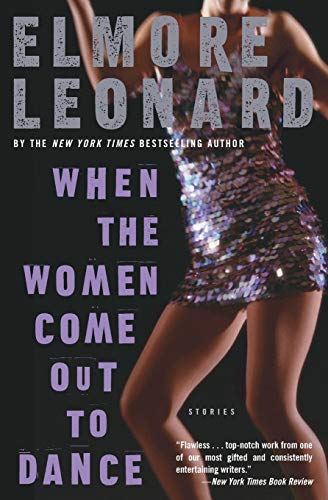 ELMORE
LEONARD
BY THE NEW YORK TIMES BESTSELLING AUTHOR
WHEN
THE
WOMEN
COME
OUT
TO
DANCE
STORIES
“Flawless . . . top-notch work from one
of our most gifted and consistently
entertaining writers.”
—New York Times Book Review